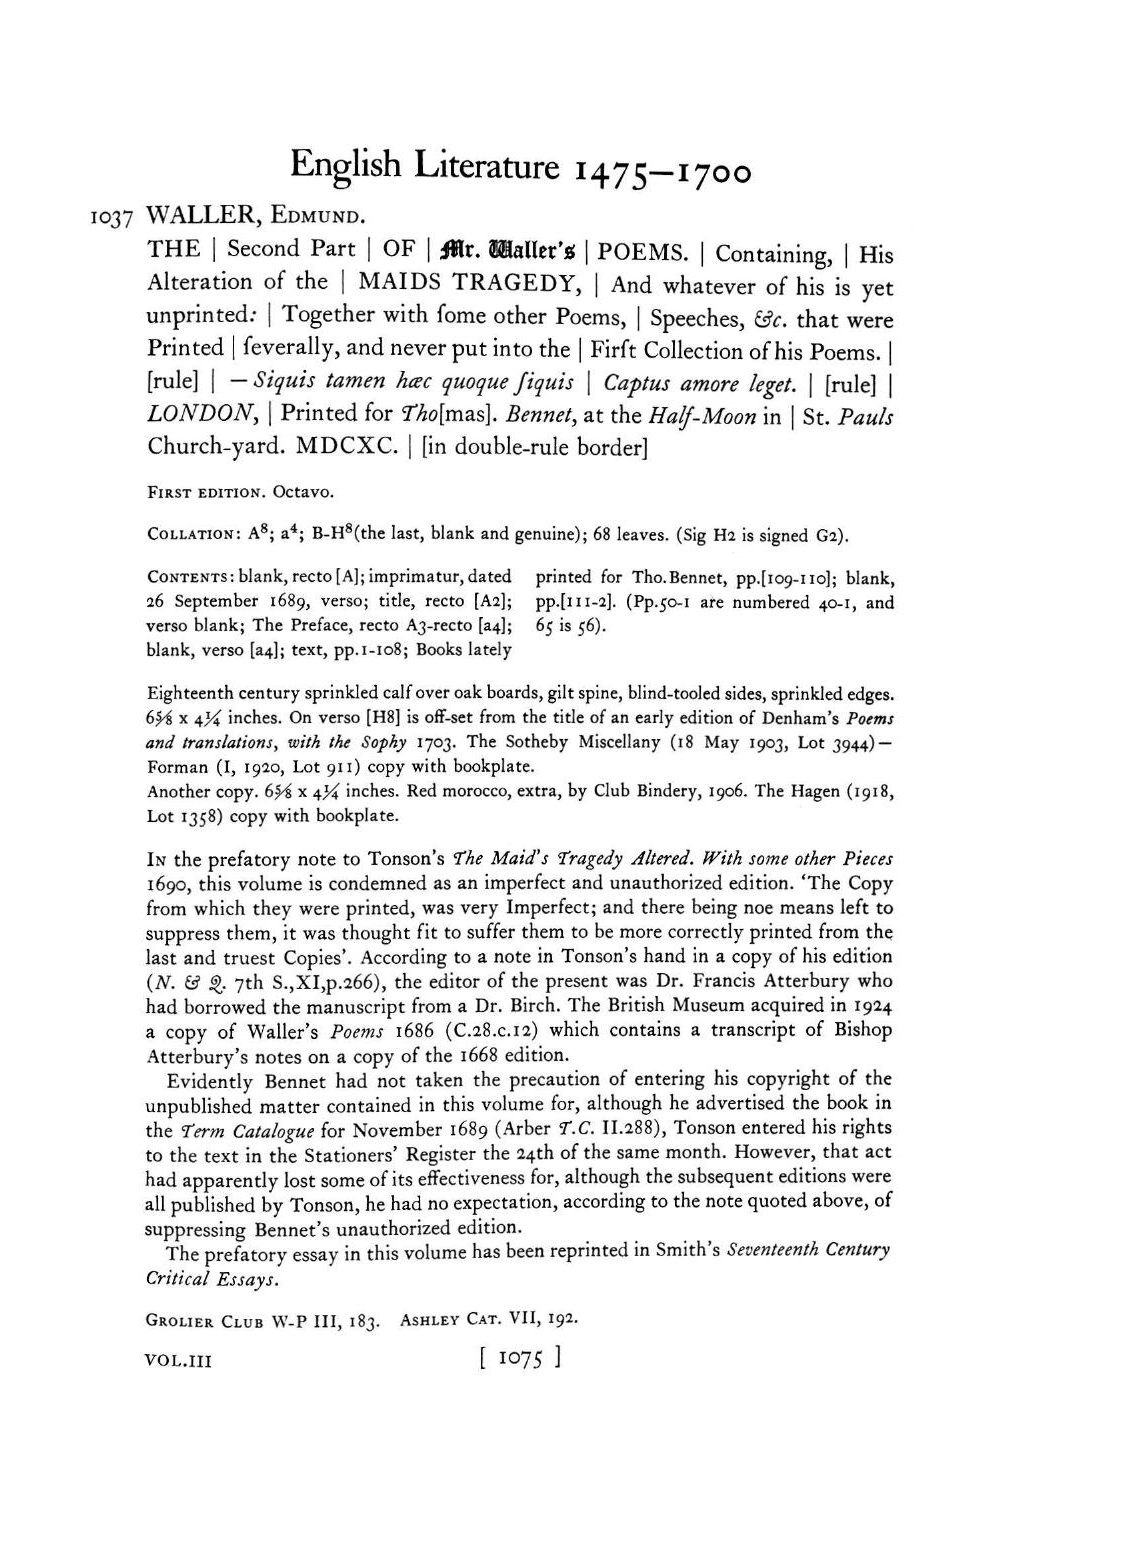 English Literature 1475–1700
1037 WALLER, EDMUND.
THE | Second Part | OF | Mr. Waller's | POEMS. | Containing, | His
Alteration of the | MAIDS TRAGEDY, | And whatever of his is yet
unprinted: | Together with ſome other Poems, | Speeches, &c. that were
Printed | ſeverally, and never put into the | Firſt Collection of his Poems. |
[rule] | — Siquis tamen hæc quoque ſiquis | Captus amore leget. | [rule] |
LONDON, | Printed for Tho[mas]. Bennet, at the Half-Moon in | St. Pauls
Church-yard. MDCXC. | [in double-rule border]
FIRST EDITION. Octavo.
COLLATION: A⁸; a⁴; B-H⁸(the last, blank and genuine); 68 leaves. (Sig H2 is signed G2).
CONTENTS: blank, recto [A]; imprimatur, dated
26 September 1689, verso; title, recto [A2];
verso blank; The Preface, recto A3-recto [a4];
blank, verso [a4]; text, pp.1-108; Books lately
printed for Tho. Bennet, pp.[109-110]; blank,
pp.[111-2]. (Pp.50-1 are numbered 40-1, and
65 is 56).
Eighteenth century sprinkled calf over oak boards, gilt spine, blind-tooled sides, sprinkled edges.
6⅝ x 4¼ inches. On verso [H8] is off-set from the title of an early edition of Denham's Poems
and translations, with the Sophy 1703. The Sotheby Miscellany (18 May 1903, Lot 3944)—
Forman (I, 1920, Lot 911) copy with bookplate.
Another copy. 6⅝ x 4¼ inches. Red morocco, extra, by Club Bindery, 1906. The Hagen (1918,
Lot 1358) copy with bookplate.
IN the prefatory note to Tonson's The Maid's Tragedy Altered. With some other Pieces
1690, this volume is condemned as an imperfect and unauthorized edition. 'The Copy
from which they were printed, was very Imperfect; and there being noe means left to
suppress them, it was thought fit to suffer them to be more correctly printed from the
last and truest Copies'. According to a note in Tonson's hand in a copy of his edition
(N. & Q. 7th S.,XI,p.266), the editor of the present was Dr. Francis Atterbury who
had borrowed the manuscript from a Dr. Birch. The British Museum acquired in 1924
a copy of Waller's Poems 1686 (C.28.c.12) which contains a transcript of Bishop
Atterbury's notes on a copy of the 1668 edition.
Evidently Bennet had not taken the precaution of entering his copyright of the
unpublished matter contained in this volume for, although he advertised the book in
the Term Catalogue for November 1689 (Arber T.C. II.288), Tonson entered his rights
to the text in the Stationers' Register the 24th of the same month. However, that act
had apparently lost some of its effectiveness for, although the subsequent editions were
all published by Tonson, he had no expectation, according to the note quoted above, of
suppressing Bennet's unauthorized edition.
The prefatory essay in this volume has been reprinted in Smith's Seventeenth Century
Critical Essays.
GROLIER CLUB W-P III, 183. ASHLEY CAT. VII, 192.
VOL.III [ 1075 ]